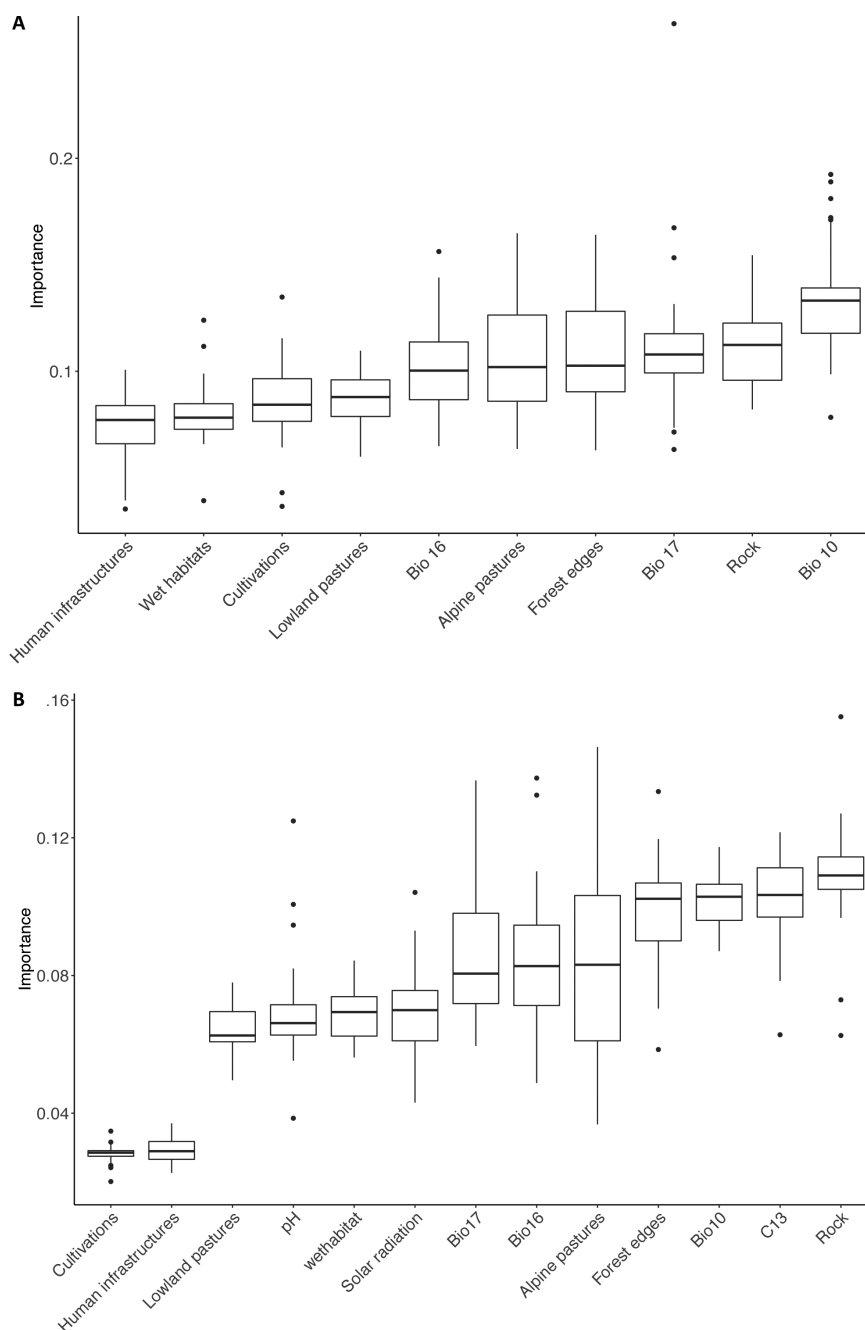 A
0.2
0.1
Importance
Human infrastructures
Wet habitats
Cultivations
Lowland pastures
Bio 16
Alpine pastures
Forest edges
Bio 17
Rock
Bio 10
B
.16
0.12
0.08
0.04
Importance
Cultivations
Human infrastructures
Lowland pastures
pH
wethabitat
Solar radiation
Bio17
Bio16
Alpine pastures
Forest edges
Bio10
C13
Rock